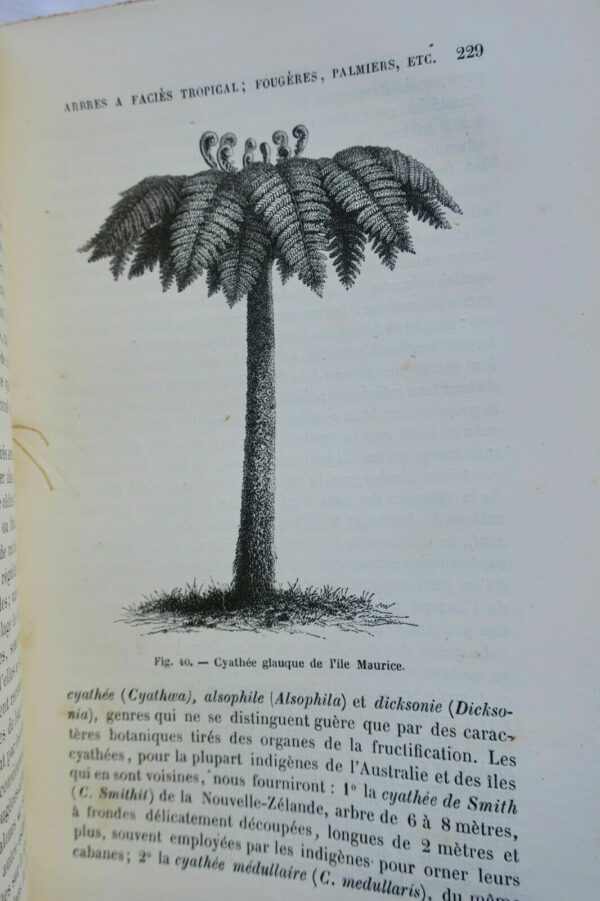 ARBRES A FACIÈS TROPICAL; FOUGÈRES, PALMIERS, ETC. 229
Fig. 40. — Cyathée glauque de l'île Maurice.
cyathée (Cyathœa), alsophile (Alsophila) et dicksonie (Dickso-
nia), genres qui ne se distinguent guère que par des carac-
tères botaniques tirés des organes de la fructification. Les
cyathées, pour la plupart indigènes de l'Australie et des îles
qui en sont voisines, nous fourniront : 1° la cyathée de Smith
(C. Smithii) de la Nouvelle-Zélande, arbre de 6 à 8 mètres,
à frondes délicatement découpées, longues de 2 mètres et
plus, souvent employées par les indigènes pour orner leurs
cabanes; 2° la cyathée médullaire (C. medullaris), du même